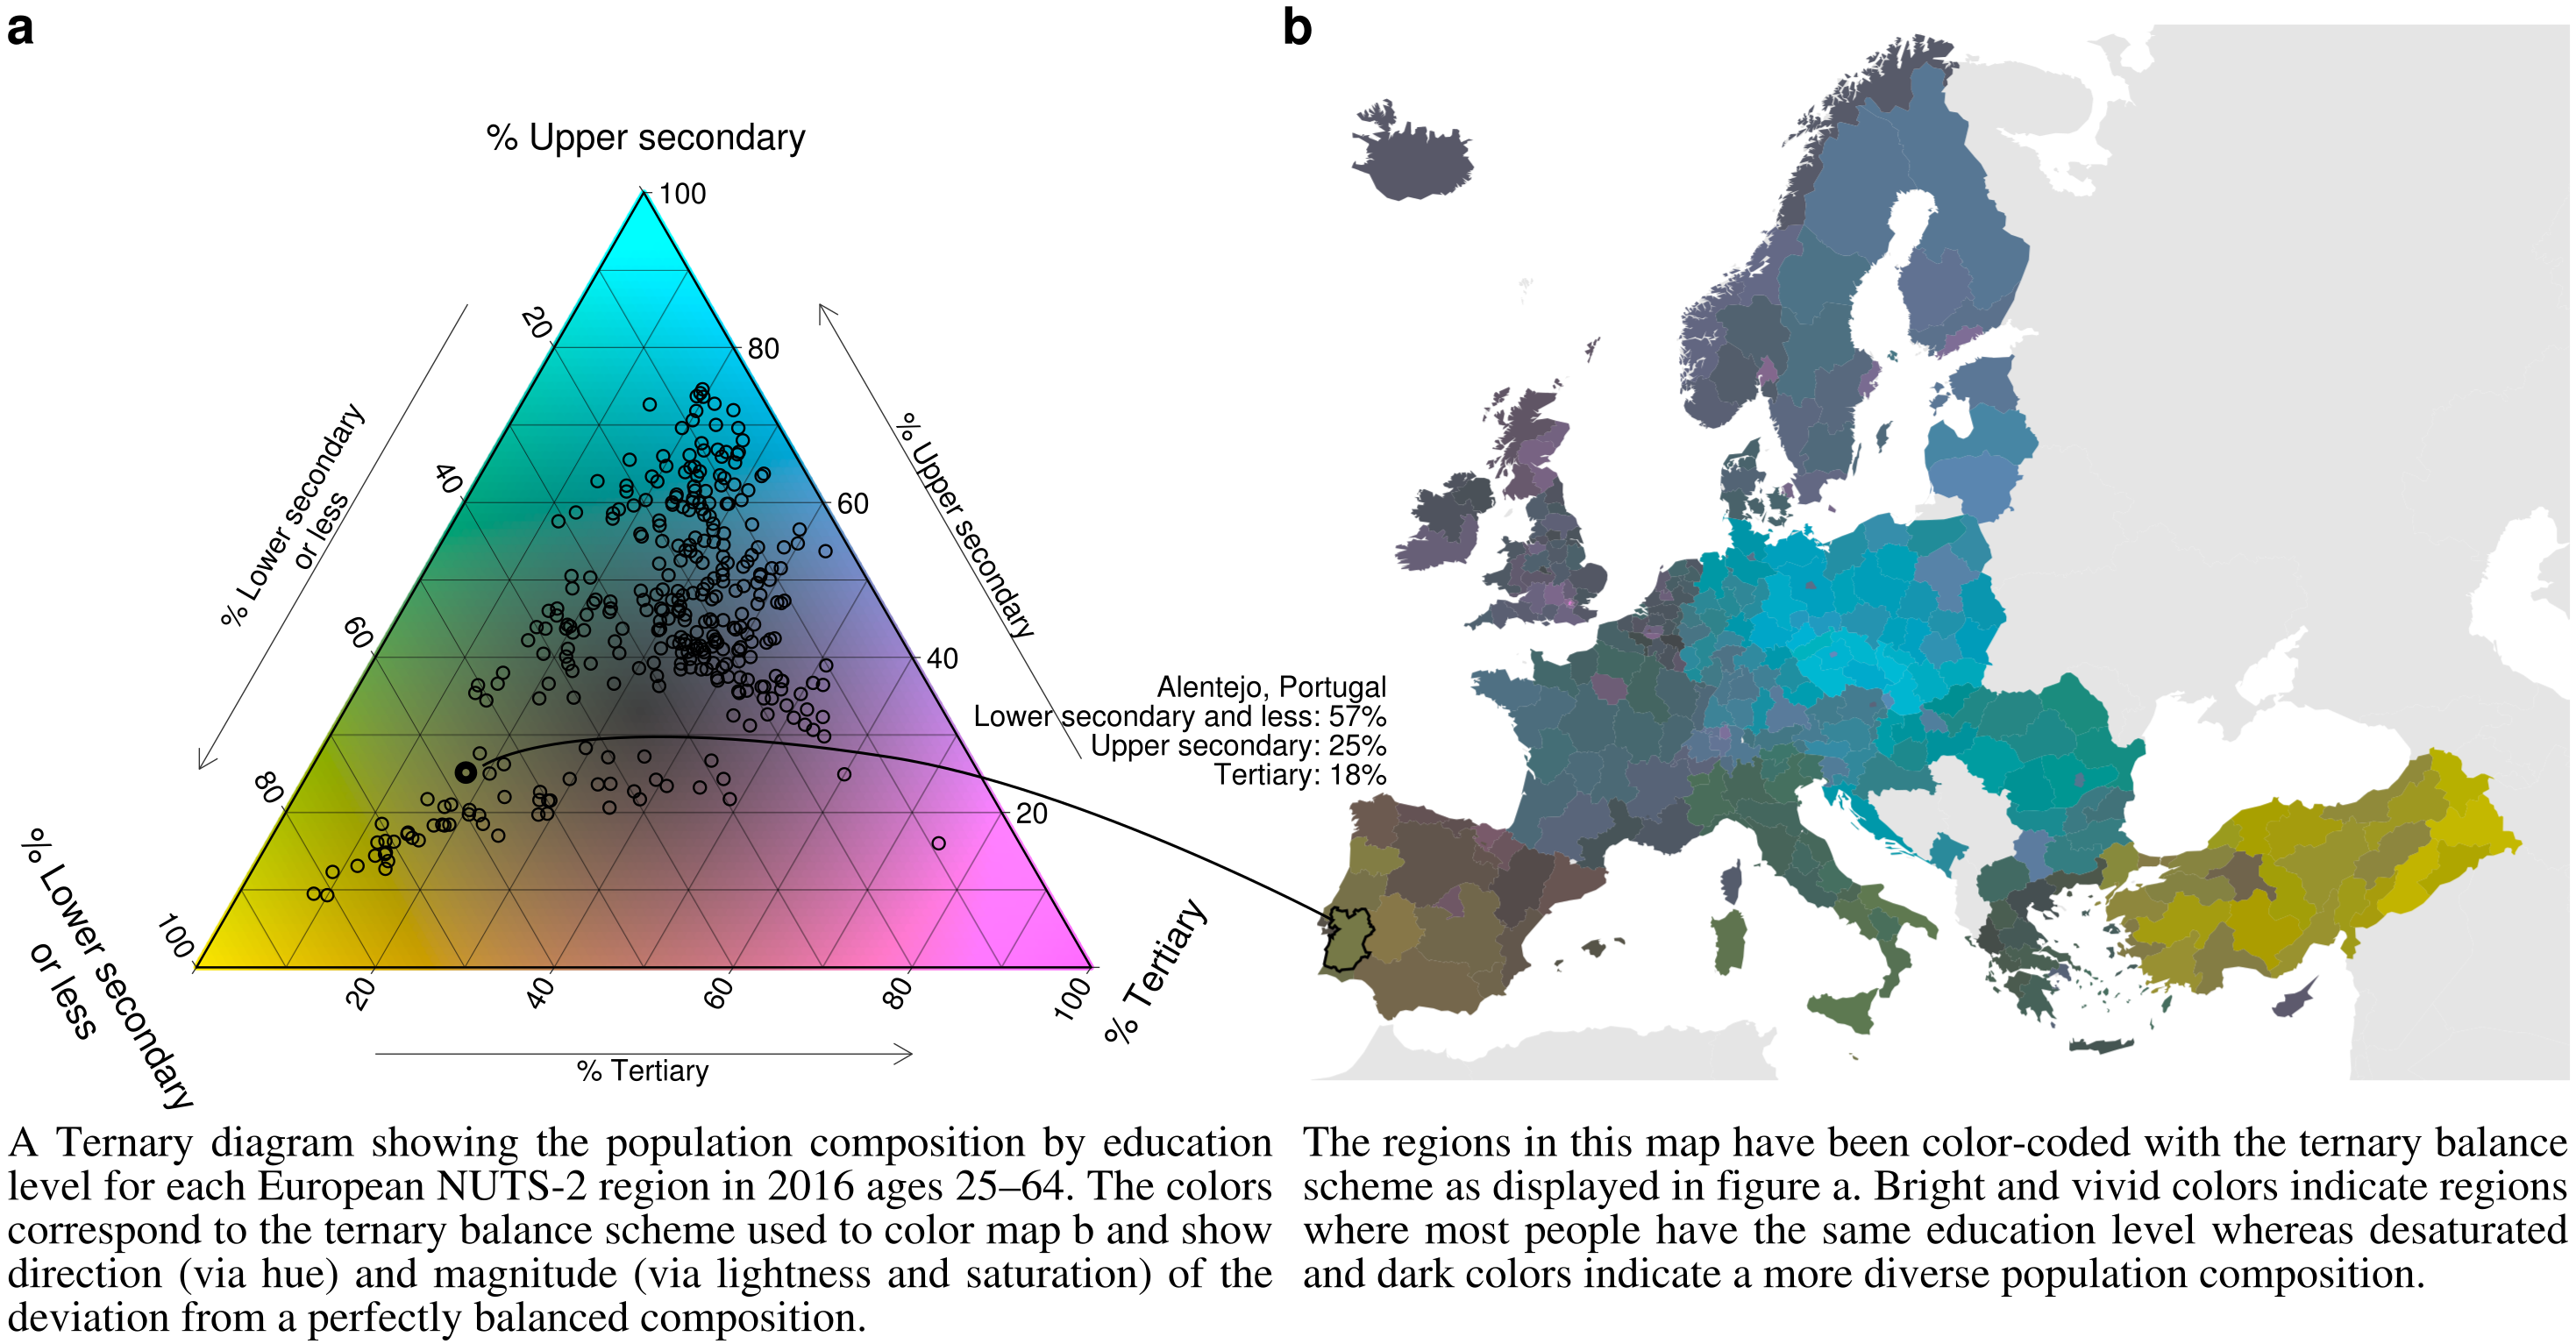 a
b
% Upper secondary
100
80
60
40
20
% Upper secondary
20
40
60
80
100
% Lower secondary
or less
% Lower secondary
or less
20
40
60
80
100
% Tertiary
% Tertiary
Alentejo, Portugal
Lower secondary and less: 57%
Upper secondary: 25%
Tertiary: 18%
A Ternary diagram showing the population composition by education
level for each European NUTS-2 region in 2016 ages 25–64. The colors
correspond to the ternary balance scheme used to color map b and show
direction (via hue) and magnitude (via lightness and saturation) of the
deviation from a perfectly balanced composition.
The regions in this map have been color-coded with the ternary balance
scheme as displayed in figure a. Bright and vivid colors indicate regions
where most people have the same education level whereas desaturated
and dark colors indicate a more diverse population composition.